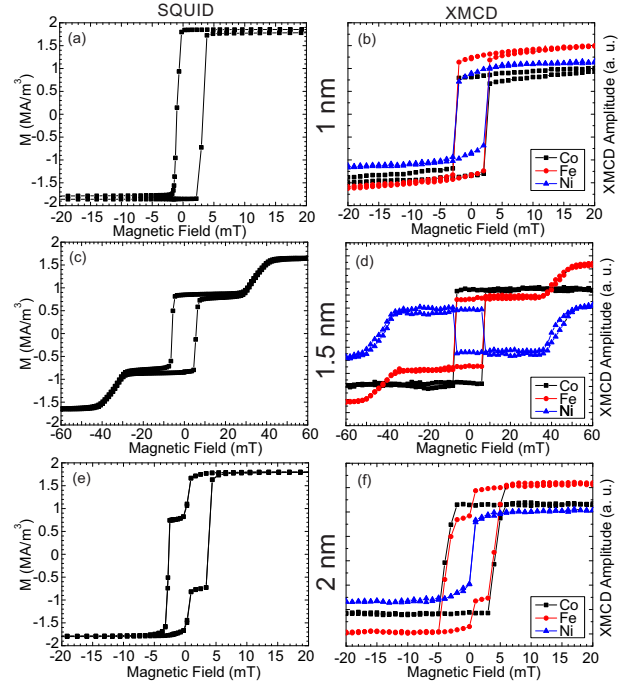 SQUID
XMCD
(a)
M (MA/m³)
2
1.5
1
0.5
0
-0.5
-1
-1.5
-2
-20 -15 -10 -5 0 5 10 15 20
Magnetic Field (mT)
(b)
1 nm
XMCD Amplitude (a. u.)
Co
Fe
Ni
-20 -15 -10 -5 0 5 10 15 20
Magnetic Field (mT)
(c)
M (MA/m³)
2
1.5
1
0.5
0
-0.5
-1
-1.5
-2
-60 -40 -20 0 20 40 60
Magnetic Field (mT)
(d)
1.5 nm
XMCD Amplitude (a. u.)
Co
Fe
Ni
-60 -40 -20 0 20 40 60
Magnetic Field (mT)
(e)
M (MA/m³)
2
1.5
1
0.5
0
-0.5
-1
-1.5
-2
-20 -15 -10 -5 0 5 10 15 20
Magnetic Field (mT)
(f)
2 nm
XMCD Amplitude (a. u.)
Co
Fe
Ni
-20 -15 -10 -5 0 5 10 15 20
Magnetic Field (mT)